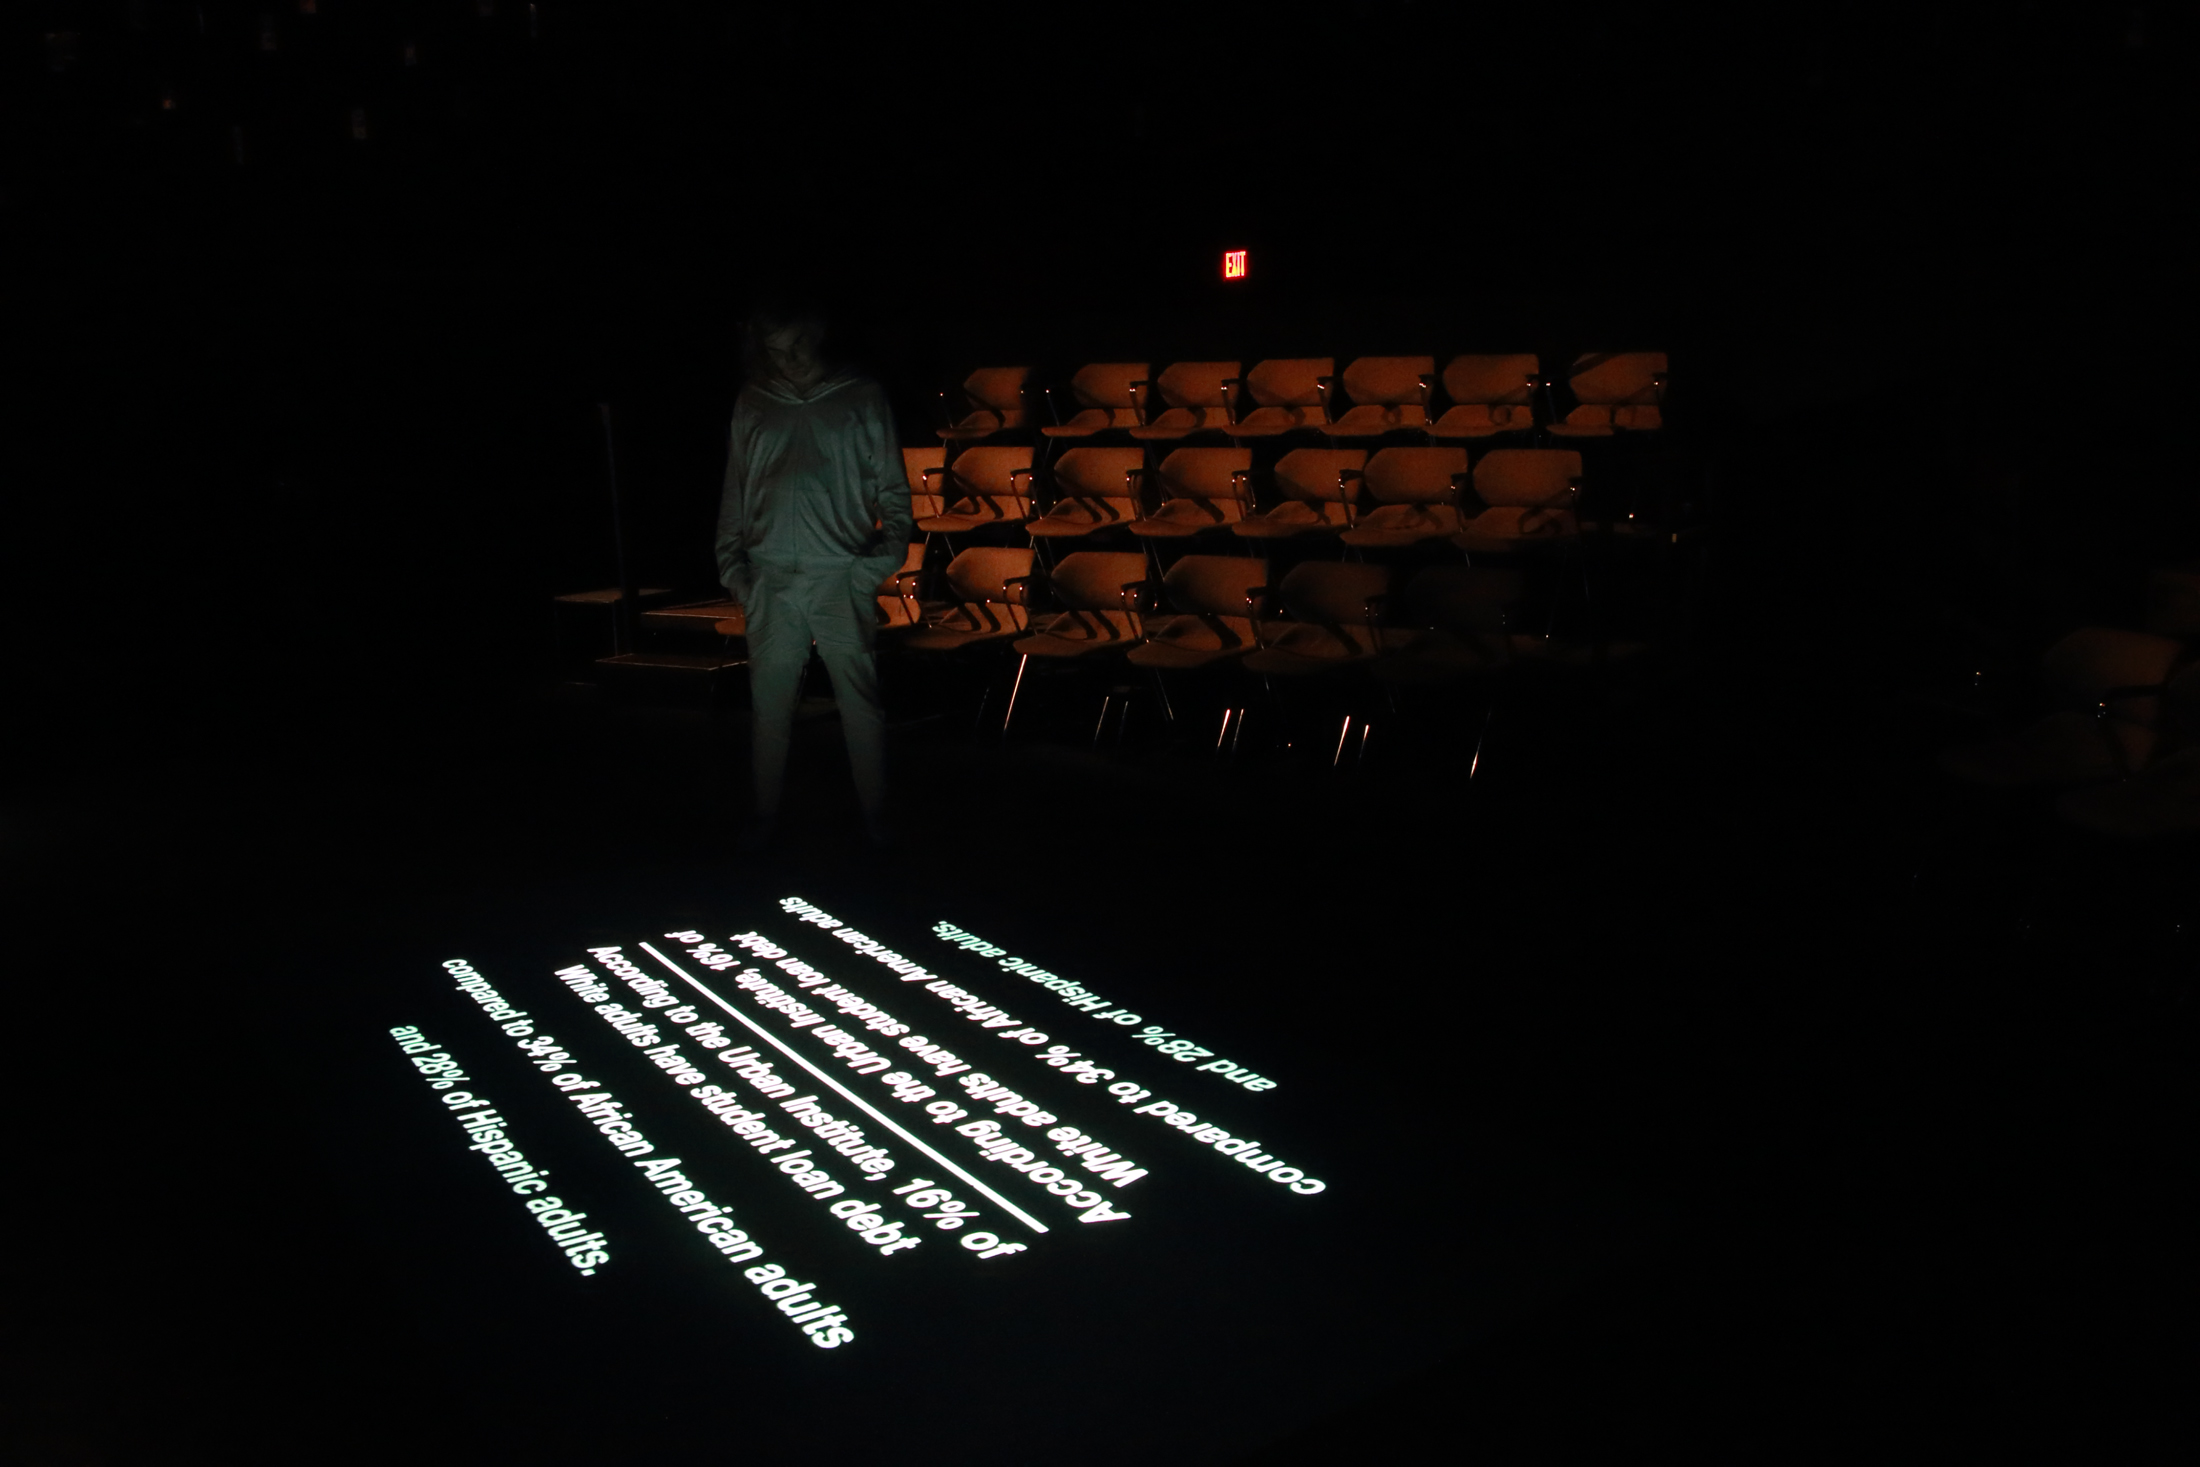 EXIT
According to the Urban Institute, 16% of
White adults have student loan debt
compared to 34% of African American adults
and 28% of Hispanic adults.
According to the Urban Institute, 16% of
White adults have student loan debt
compared to 34% of African American adults
and 28% of Hispanic adults.